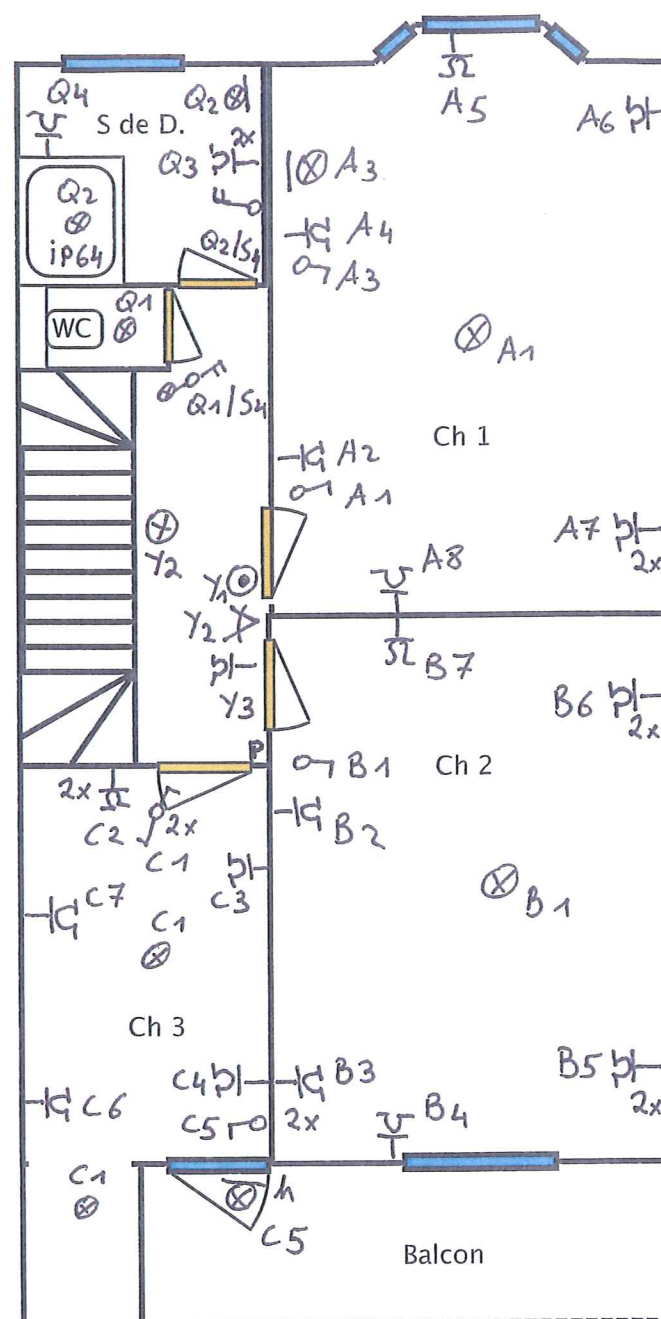 Q4
S de D.
Q2
A5
A6
2x
Q3
A3
Q2
iP64
A4
Q2/S4
A3
Q1
WC
A1
Q1/S4
Ch 1
A2
A1
A7
2x
Y2
Y1
A8
Y2
B7
Y3
B6
2x
P
B1
Ch 2
2x
C2
2x
C1
B2
C3
C7
C1
B1
Ch 3
C4
B3
B5
2x
C6
C5
2x
B4
C1
h
C5
Balcon